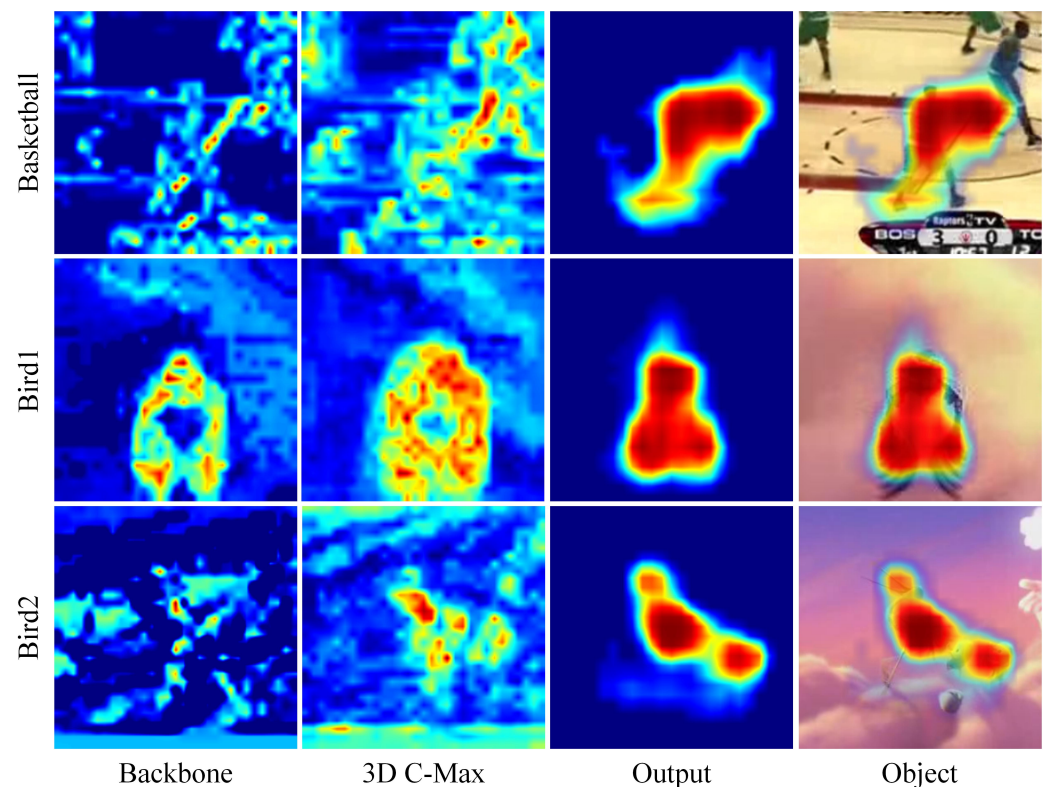 Basketball
Raptors TV
BOS 3 0 TO
Bird1
Bird2
Backbone
3D C-Max
Output
Object